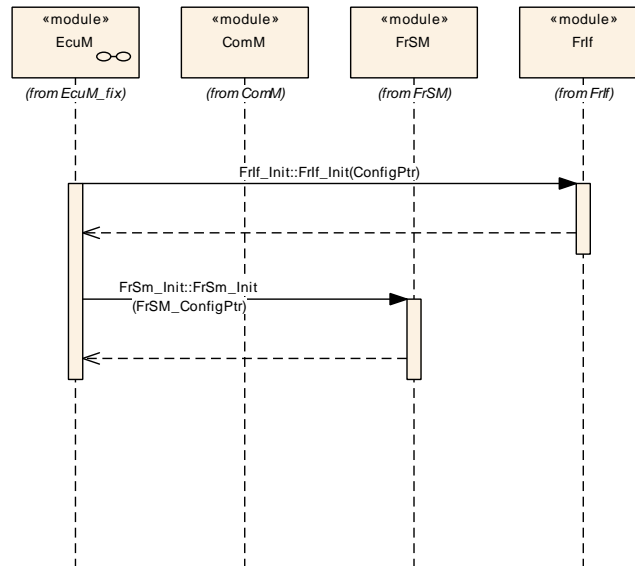 «module»
EcuM
«module»
ComM
«module»
FrSM
«module»
FrIf
(from EcuM_fix)
(from ComM)
(from FrSM)
(from FrIf)
FrIf_Init::FrIf_Init(ConfigPtr)
FrSm_Init::FrSm_Init
(FrSM_ConfigPtr)